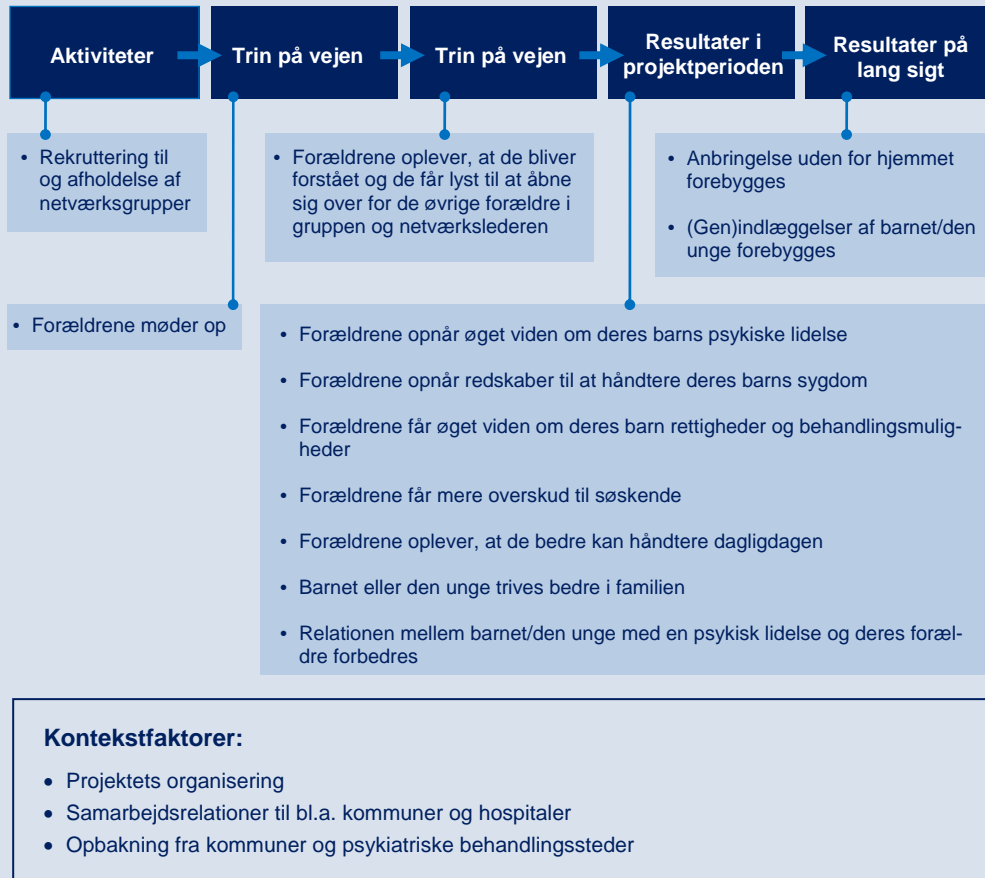 Aktiviteter
Trin på vejen
Trin på vejen
Resultater i
projektperioden
Resultater på
lang sigt
• Rekruttering til
og afholdelse af
netværksgrupper
• Forældrene oplever, at de bliver
forstået og de får lyst til at åbne
sig over for de øvrige forældre i
gruppen og netværkslederen
• Anbringelse uden for hjemmet
forebygges
• (Gen)indlæggelser af barnet/den
unge forebygges
• Forældrene møder op
• Forældrene opnår øget viden om deres barns psykiske lidelse
• Forældrene opnår redskaber til at håndtere deres barns sygdom
• Forældrene får øget viden om deres barn rettigheder og behandlingsmulig-
heder
• Forældrene får mere overskud til søskende
• Forældrene oplever, at de bedre kan håndtere dagligdagen
• Barnet eller den unge trives bedre i familien
• Relationen mellem barnet/den unge med en psykisk lidelse og deres foræl-
dre forbedres
Kontekstfaktorer:
• Projektets organisering
• Samarbejdsrelationer til bl.a. kommuner og hospitaler
• Opbakning fra kommuner og psykiatriske behandlingssteder